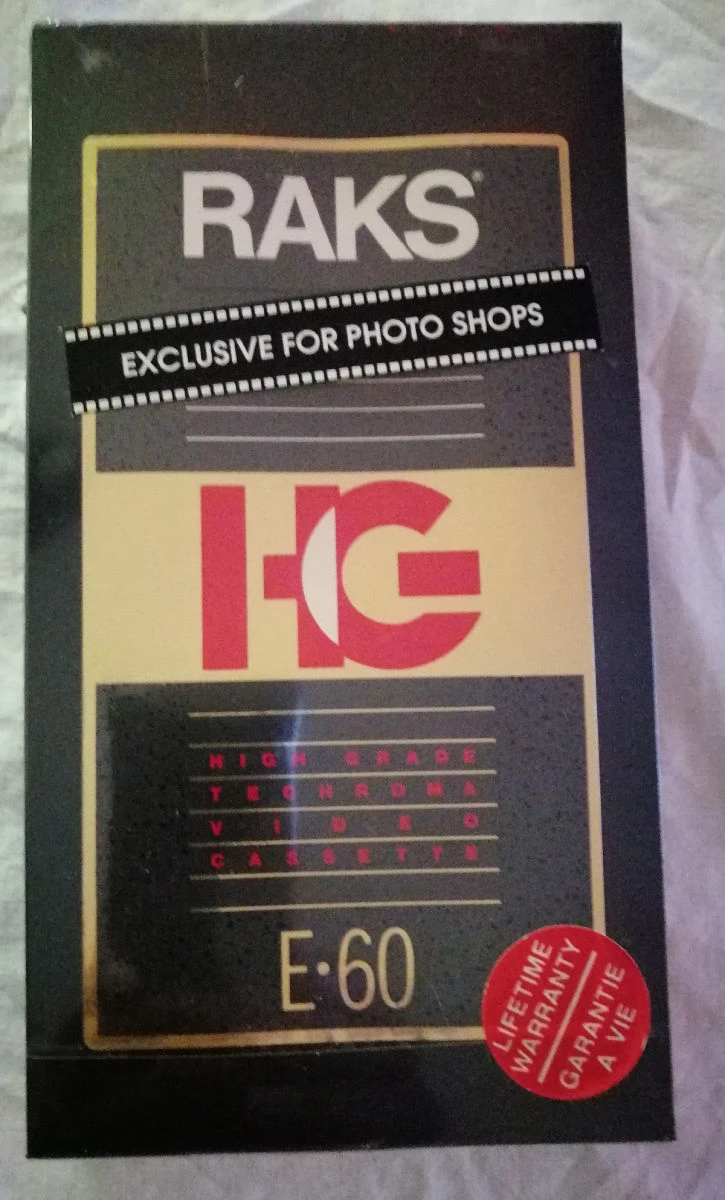 RAKS®
EXCLUSIVE FOR PHOTO SHOPS
HG
HIGH GRADE
TECHROMA
VIDEO
CASSETTE
E•60
LIFETIME
WARRANTY
GARANTIE
A VIE